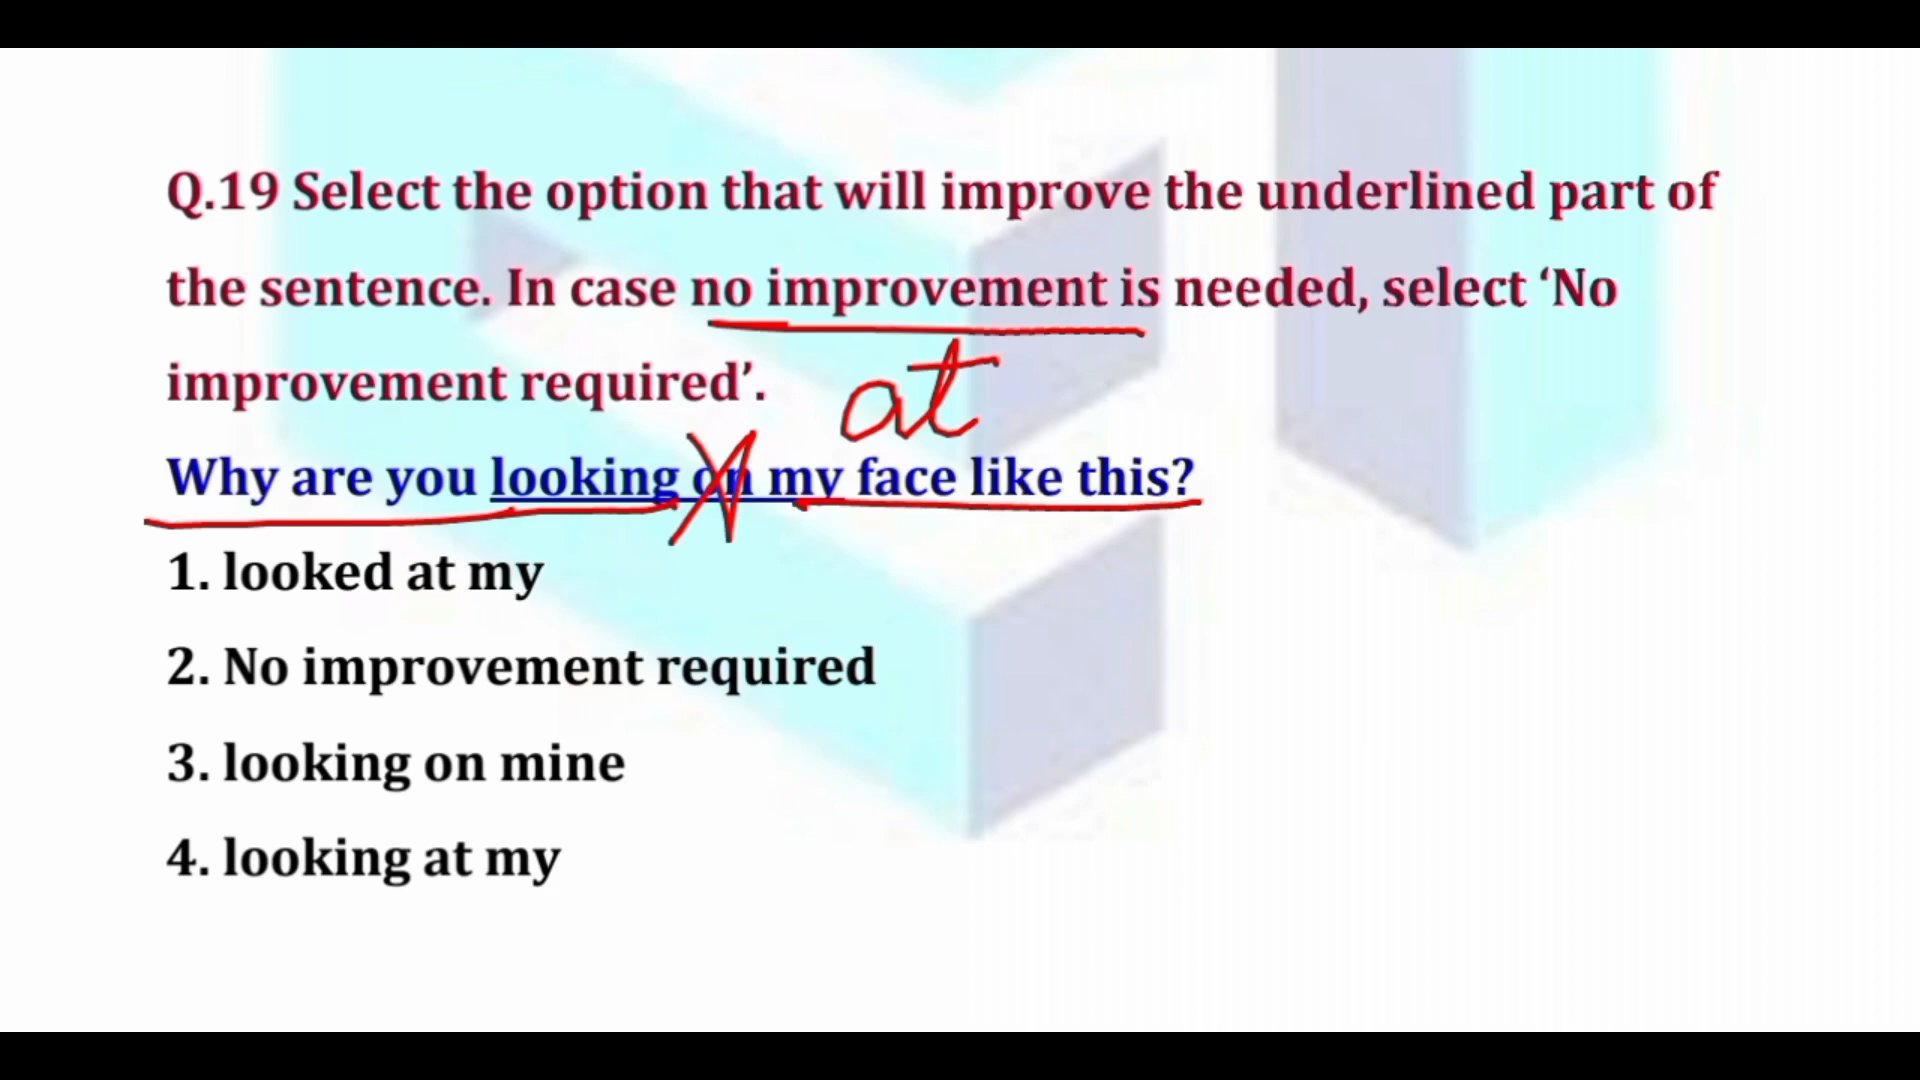 Q.19 Select the option that will improve the underlined part of
the sentence. In case no improvement is needed, select ‘No
improvement required’.
at
Why are you looking on my face like this?
1. looked at my
2. No improvement required
3. looking on mine
4. looking at my